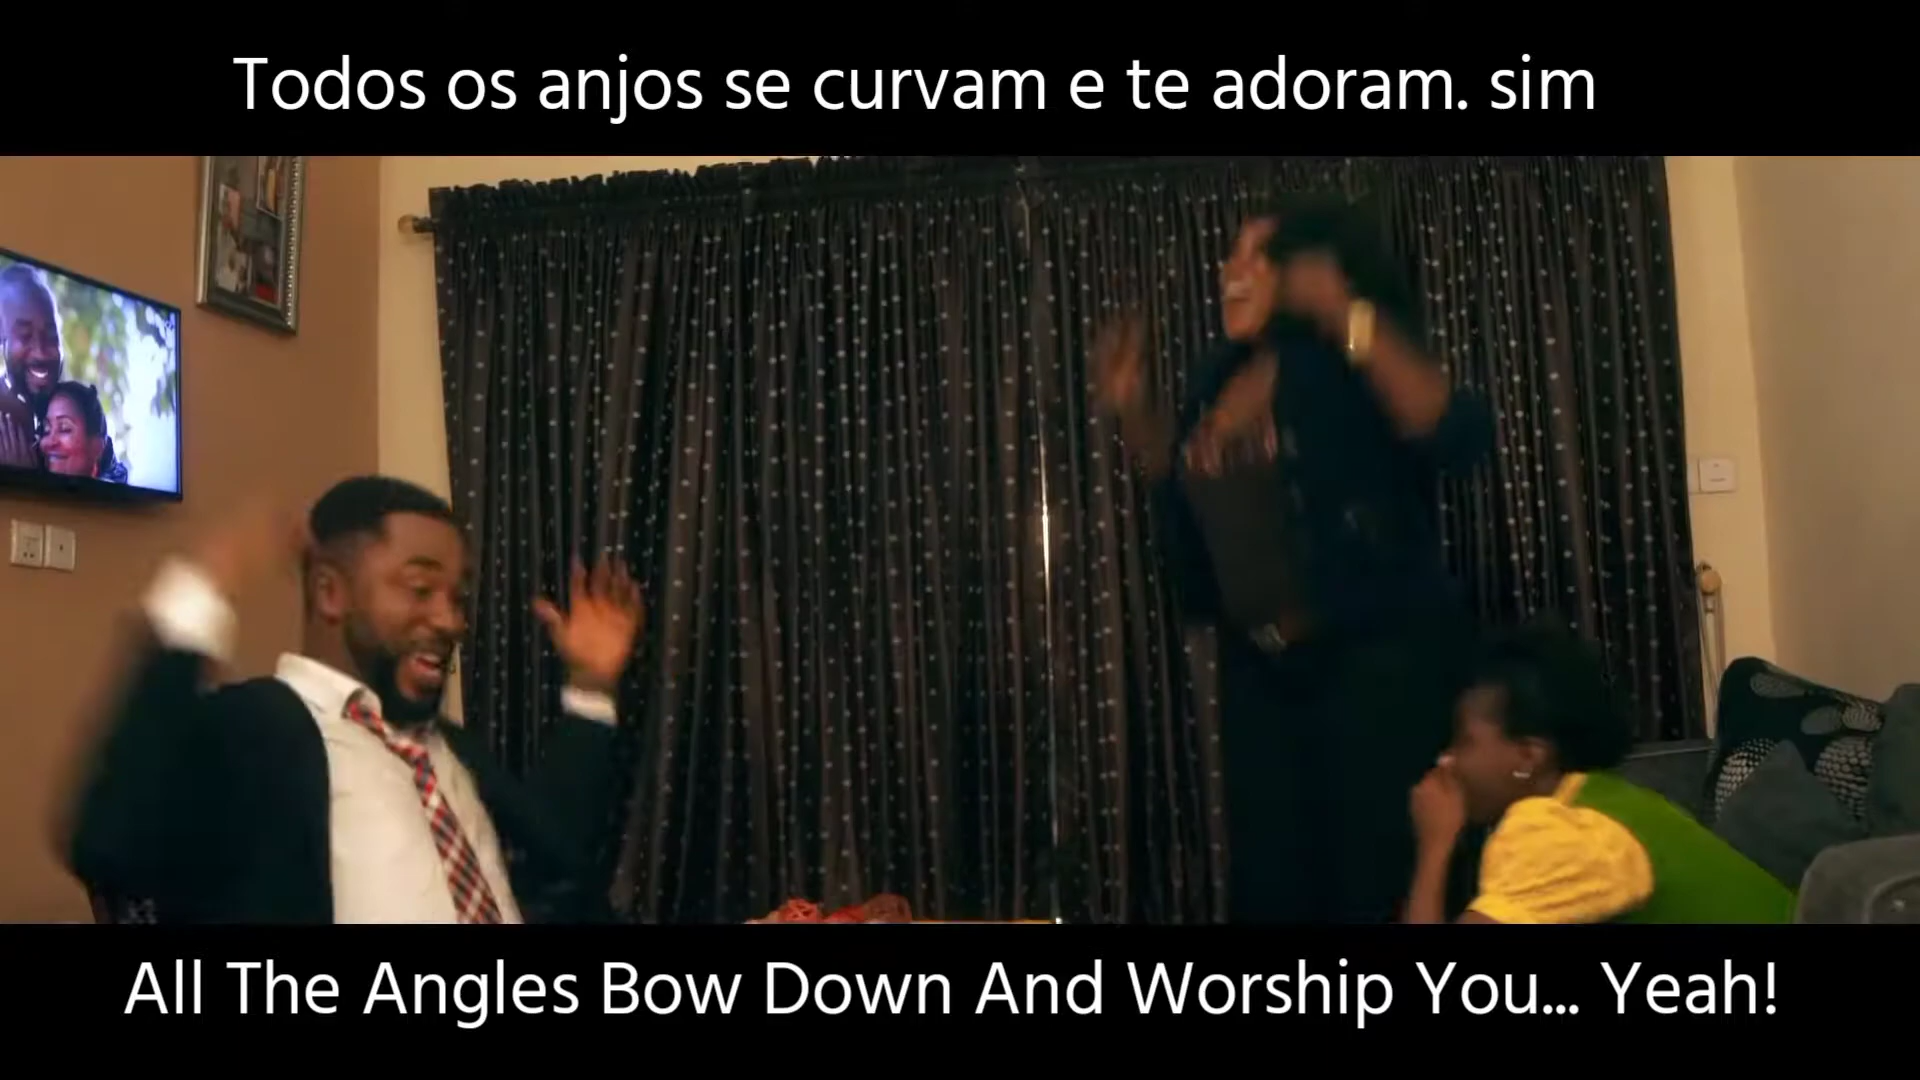 Todos os anjos se curvam e te adoram. sim
All The Angles Bow Down And Worship You... Yeah!